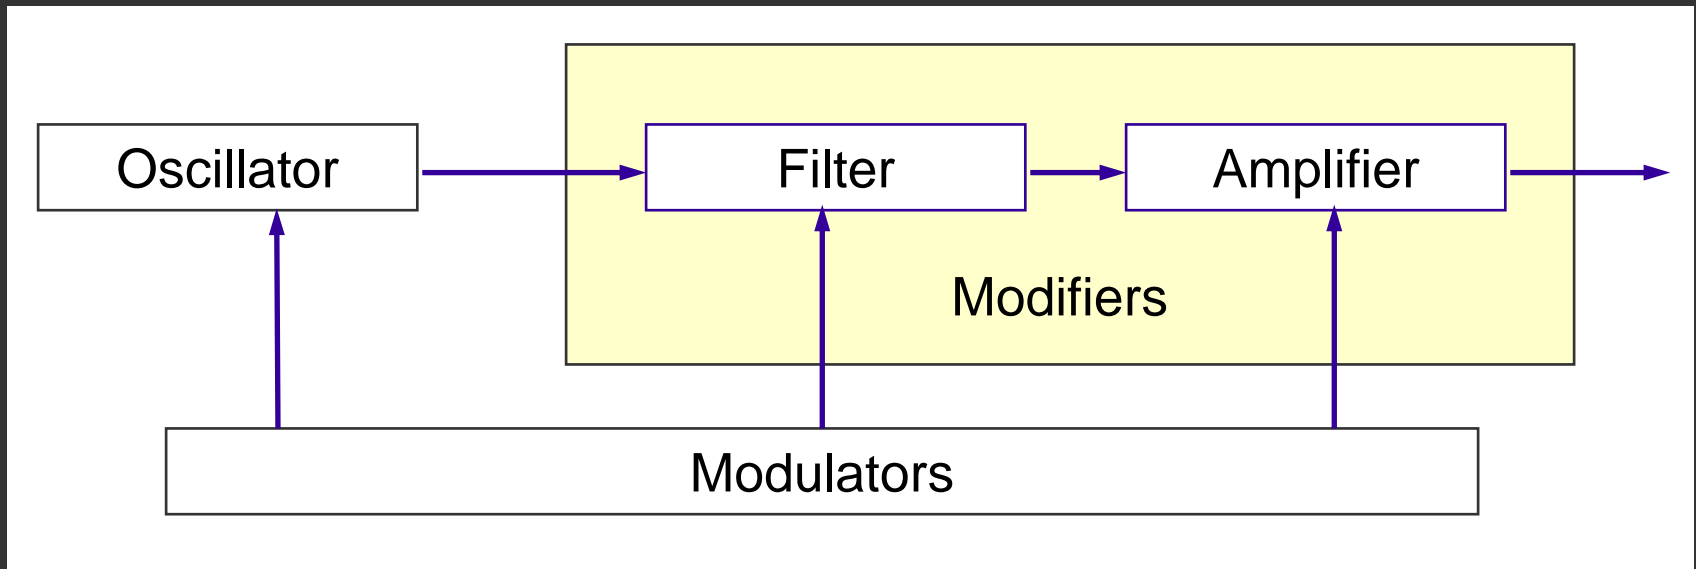 Oscillator
Filter
Amplifier
Modifiers
Modulators